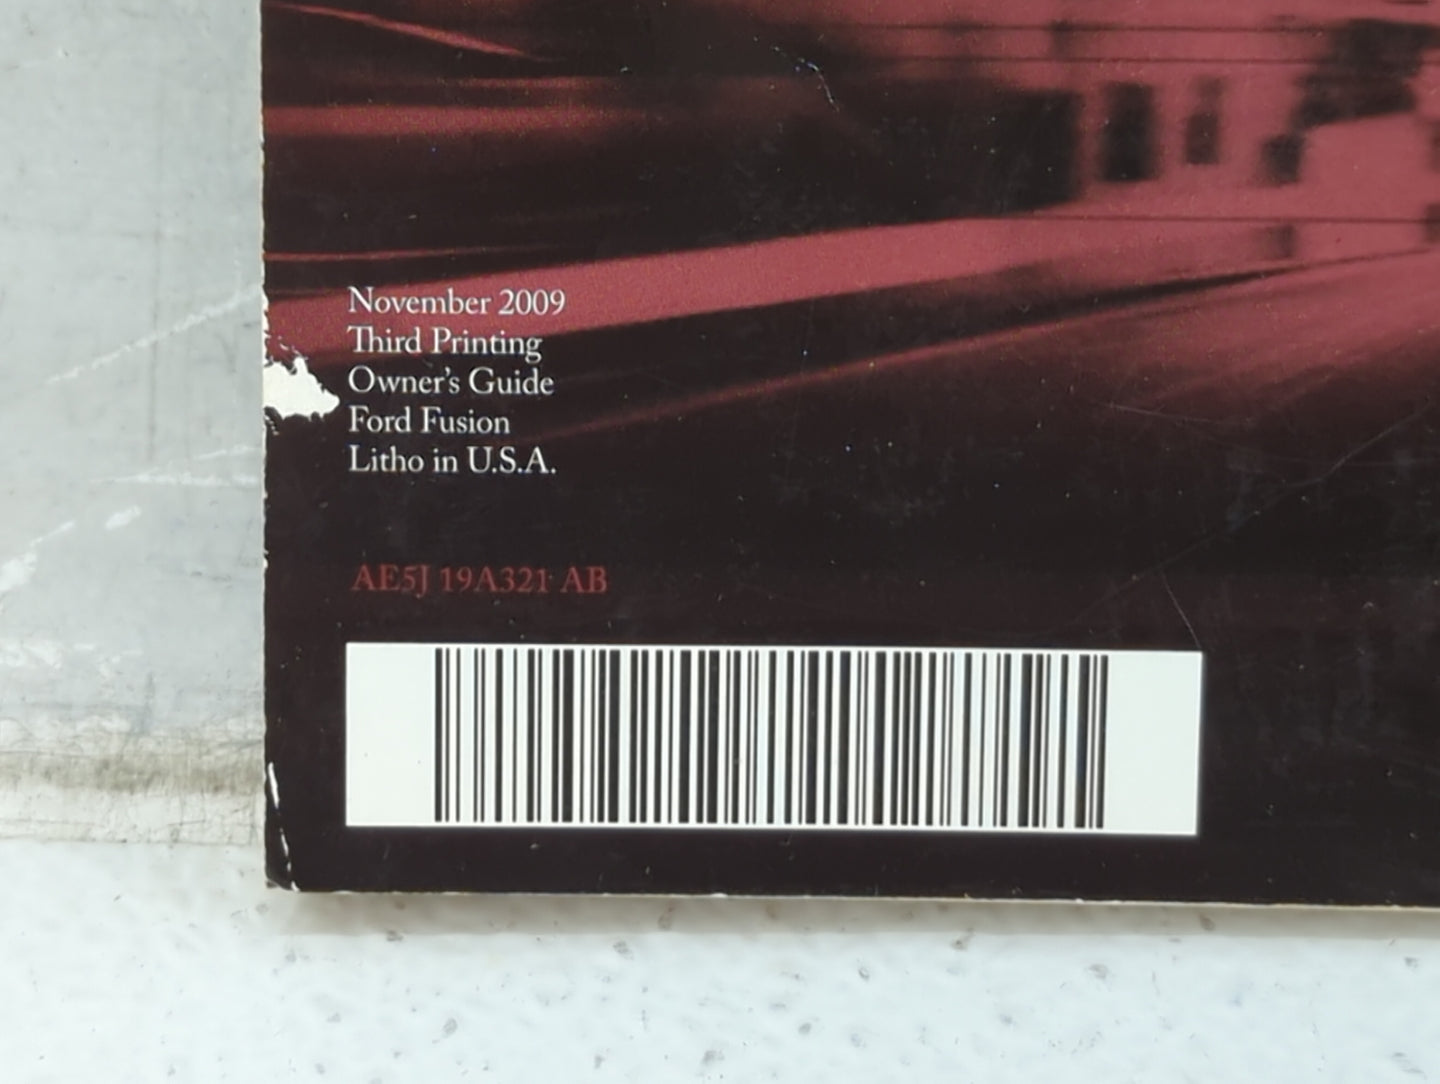 November 2009
Third Printing
Owner's Guide
Ford Fusion
Litho in U.S.A.
AE5J 19A321 AB